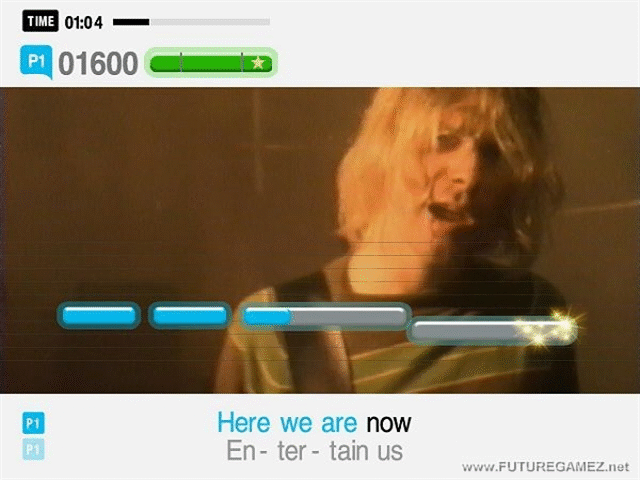 TIME 01:04
P1 01600
P1 Here we are now
P1 En- ter- tain us
www.FUTUREGAMEZ.net